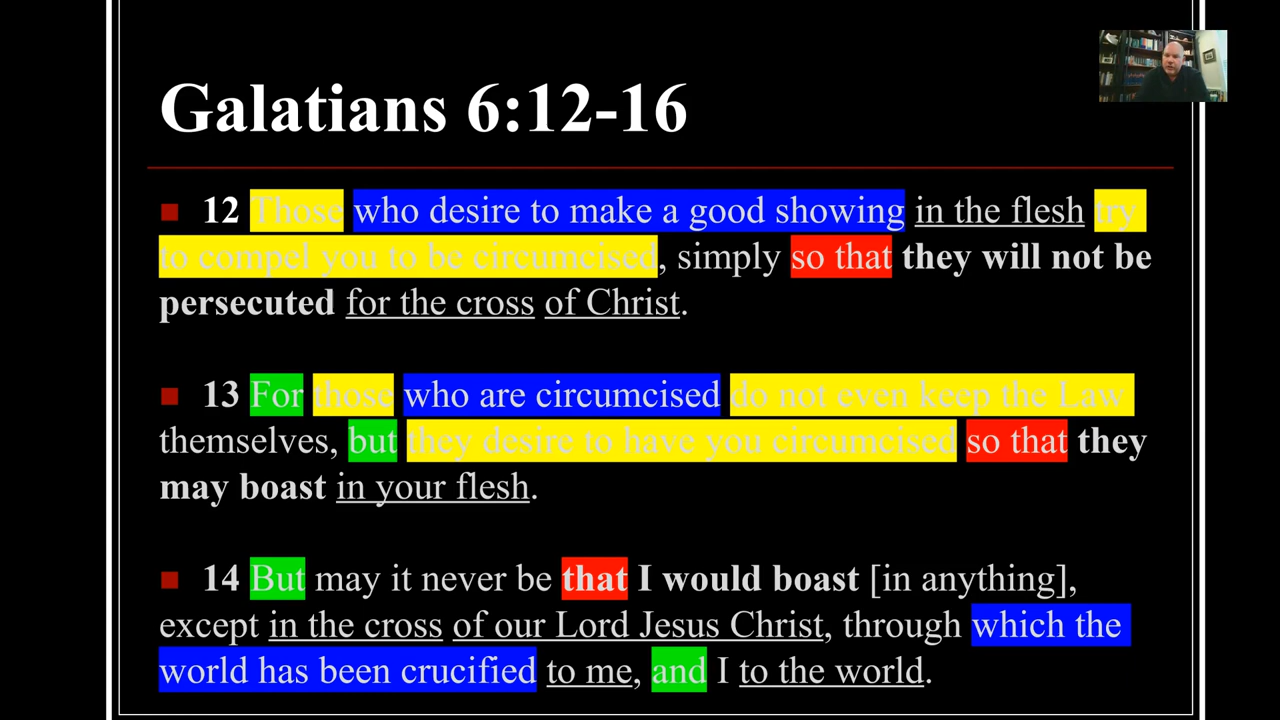 Galatians 6:12-16
12 Those who desire to make a good showing in the flesh try
to compel you to be circumcised, simply so that they will not be
persecuted for the cross of Christ.
13 For those who are circumcised do not even keep the Law
themselves, but they desire to have you circumcised so that they
may boast in your flesh.
14 But may it never be that I would boast [in anything],
except in the cross of our Lord Jesus Christ, through which the
world has been crucified to me, and I to the world.